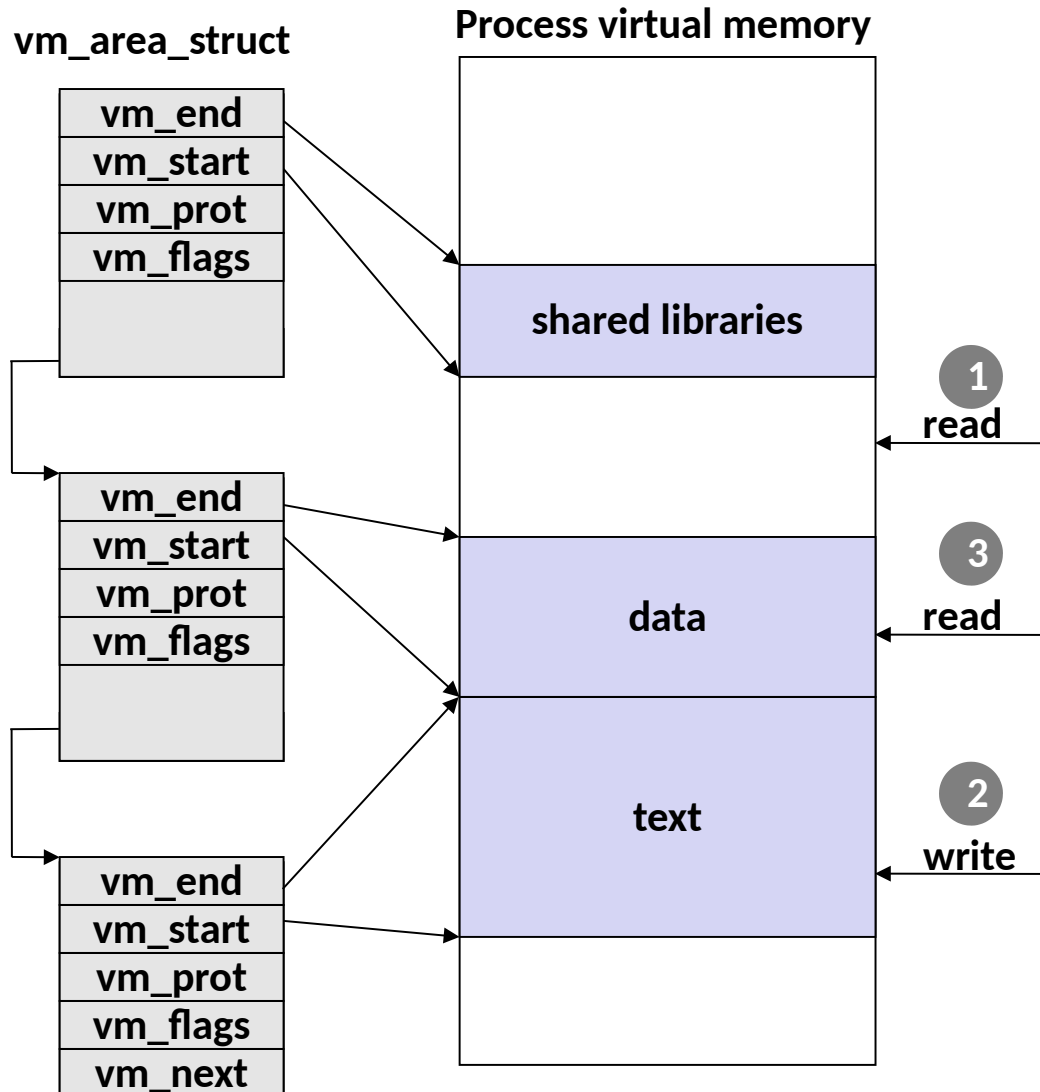 vm_area_struct
Process virtual memory
vm_end
vm_start
vm_prot
vm_flags
shared libraries
1
read
vm_end
vm_start
vm_prot
vm_flags
data
3
read
text
2
write
vm_end
vm_start
vm_prot
vm_flags
vm_next